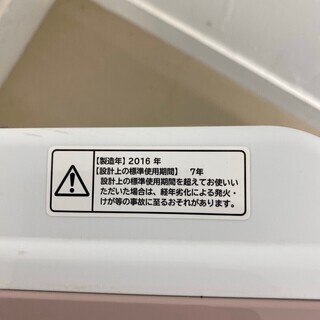 【製造年】2016 年
【設計上の標準使用期間】 7年
設計上の標準使用期間を超えてお使いい
ただいた場合は、経年劣化による発火・
けが等の事故に至るおそれがあります。